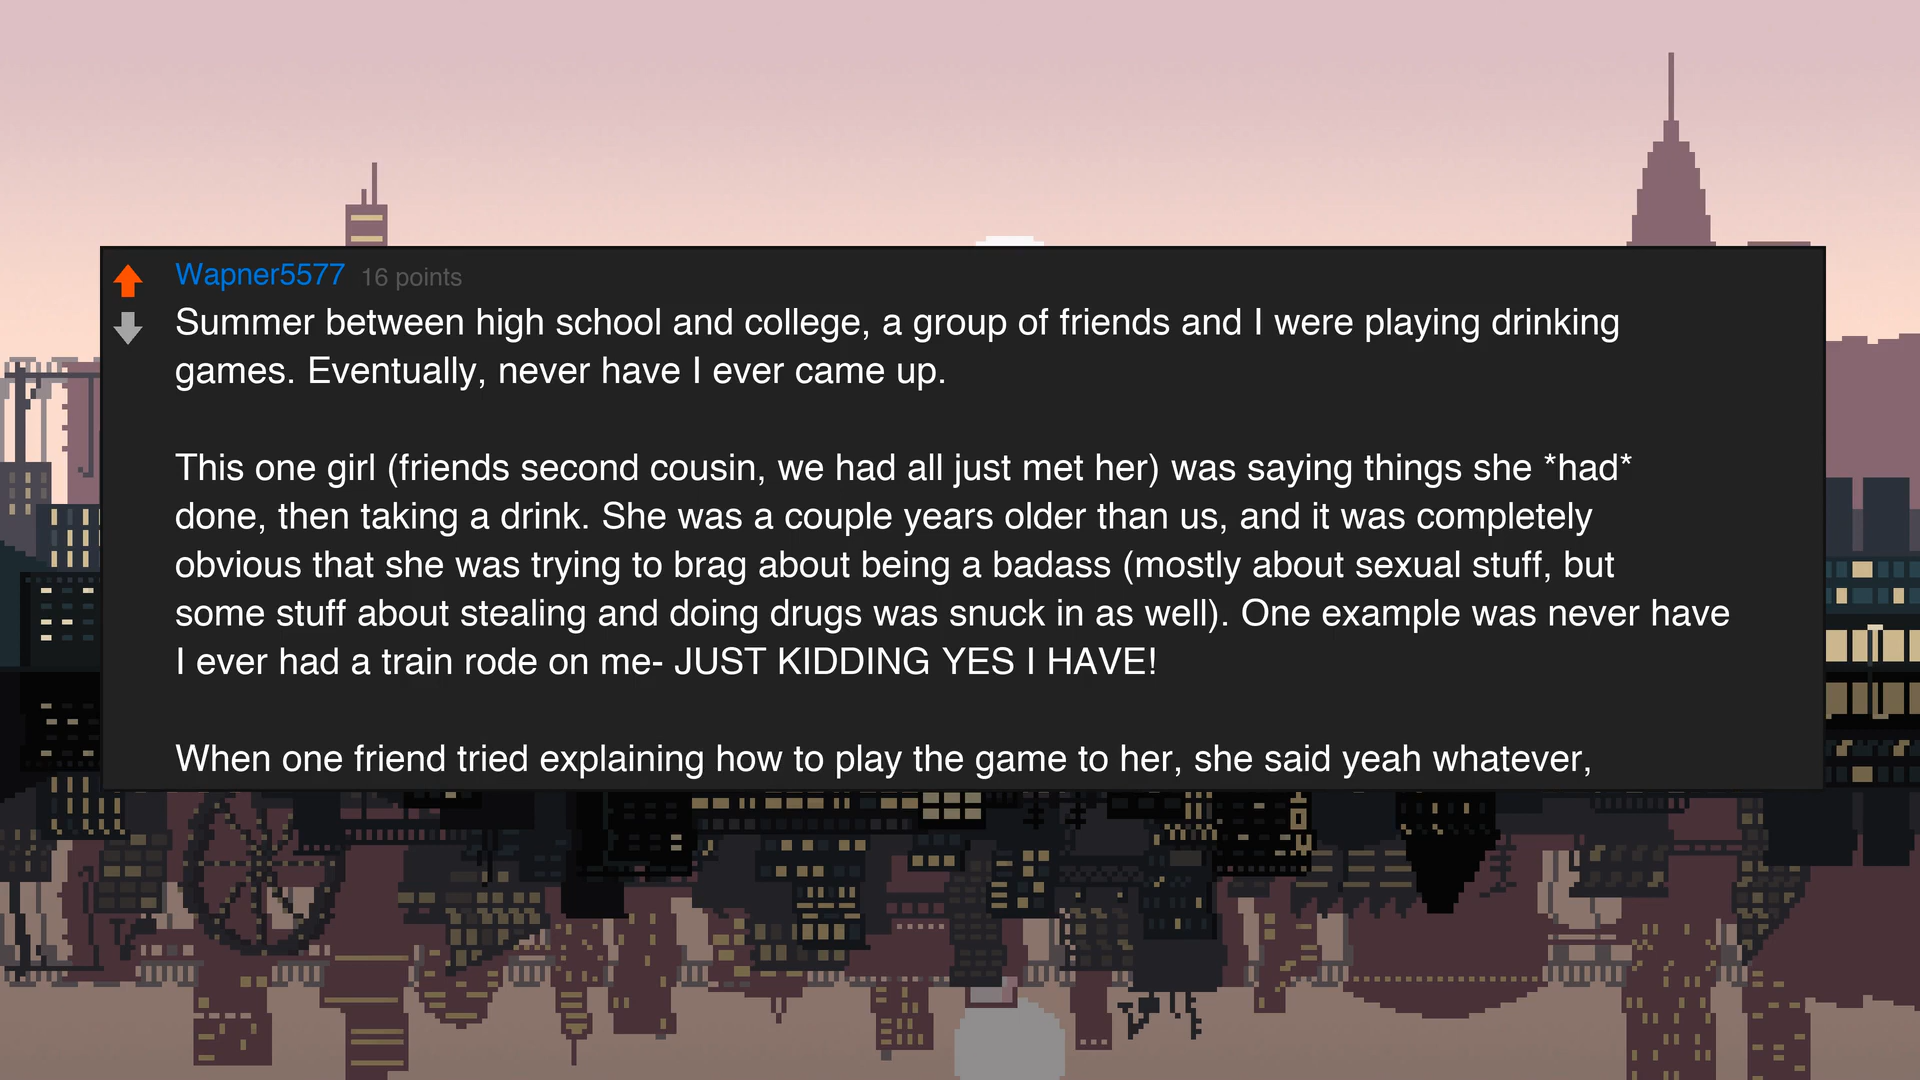 Wapner5577 16 points
Summer between high school and college, a group of friends and I were playing drinking
games. Eventually, never have I ever came up.
This one girl (friends second cousin, we had all just met her) was saying things she *had*
done, then taking a drink. She was a couple years older than us, and it was completely
obvious that she was trying to brag about being a badass (mostly about sexual stuff, but
some stuff about stealing and doing drugs was snuck in as well). One example was never have
I ever had a train rode on me- JUST KIDDING YES I HAVE!
When one friend tried explaining how to play the game to her, she said yeah whatever,